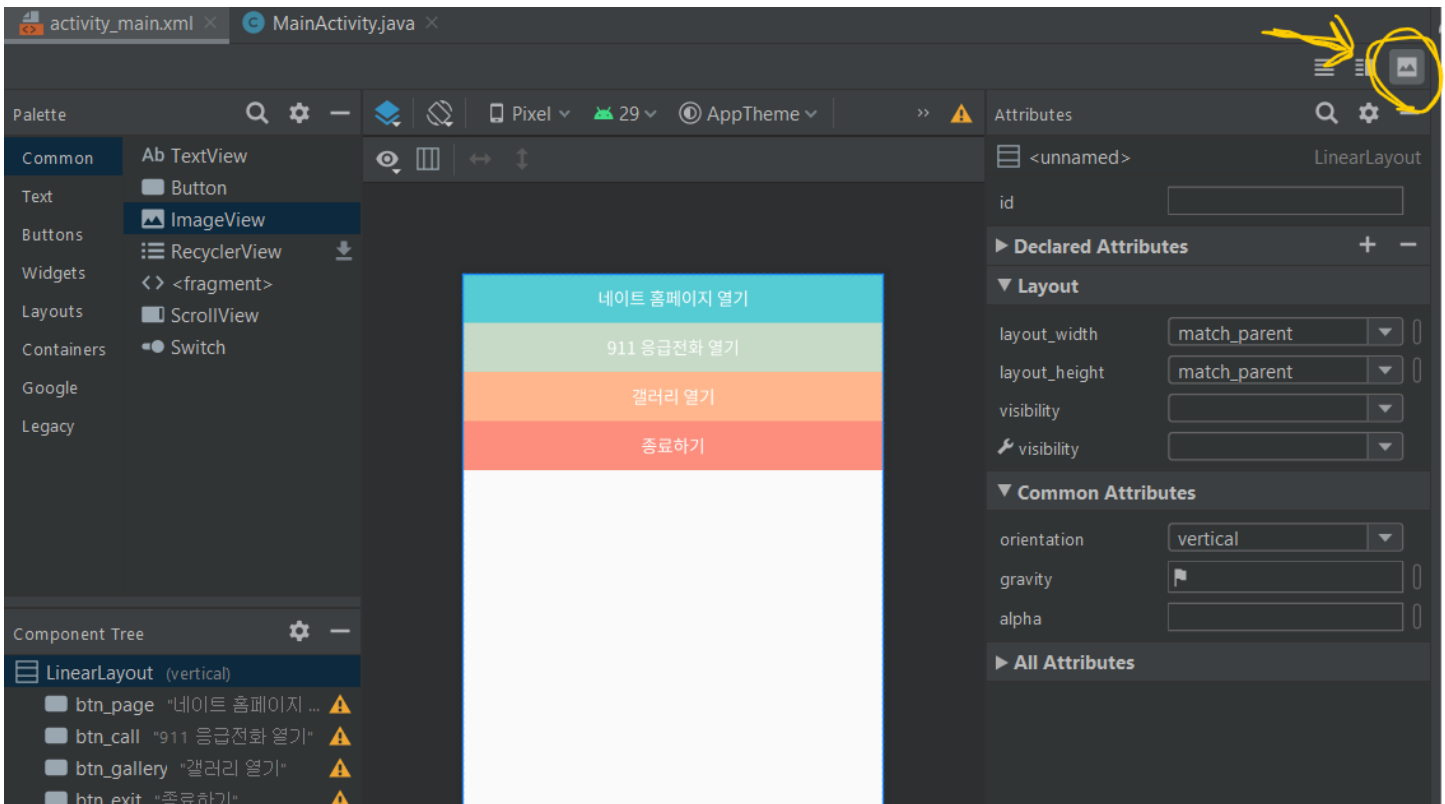 activity_main.xml
MainActivity.java
Palette
Common
Text
Buttons
Widgets
Layouts
Containers
Google
Legacy
Ab TextView
Button
ImageView
RecyclerView
<fragment>
ScrollView
Switch
Pixel
29
AppTheme
네이트 홈페이지 열기
911 응급전화 열기
갤러리 열기
종료하기
Component Tree
LinearLayout (vertical)
btn_page "네이트 홈페이지 ...
btn_call "911 응급전화 열기"
btn_gallery "갤러리 열기"
btn_exit "종료하기"
Attributes
<unnamed> LinearLayout
id
Declared Attributes
Layout
layout_width match_parent
layout_height match_parent
visibility
visibility
Common Attributes
orientation vertical
gravity
alpha
All Attributes